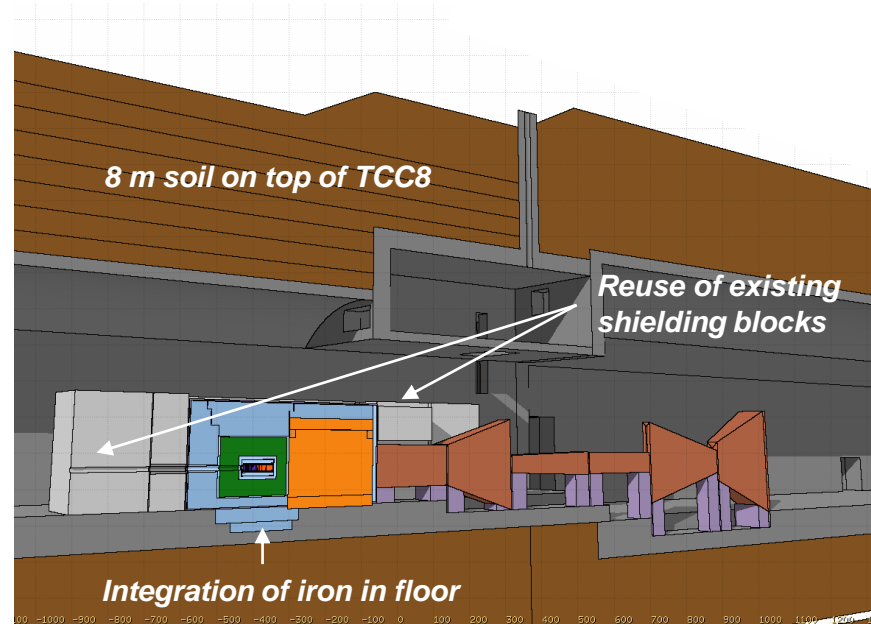 8 m soil on top of TCC8
Reuse of existing
shielding blocks
Integration of iron in floor
00 -1000 -900 -800 -700 -600 -500 -400 -300 -200 -100 0 100 200 300 400 500 600 700 800 900 1000 1100 1200